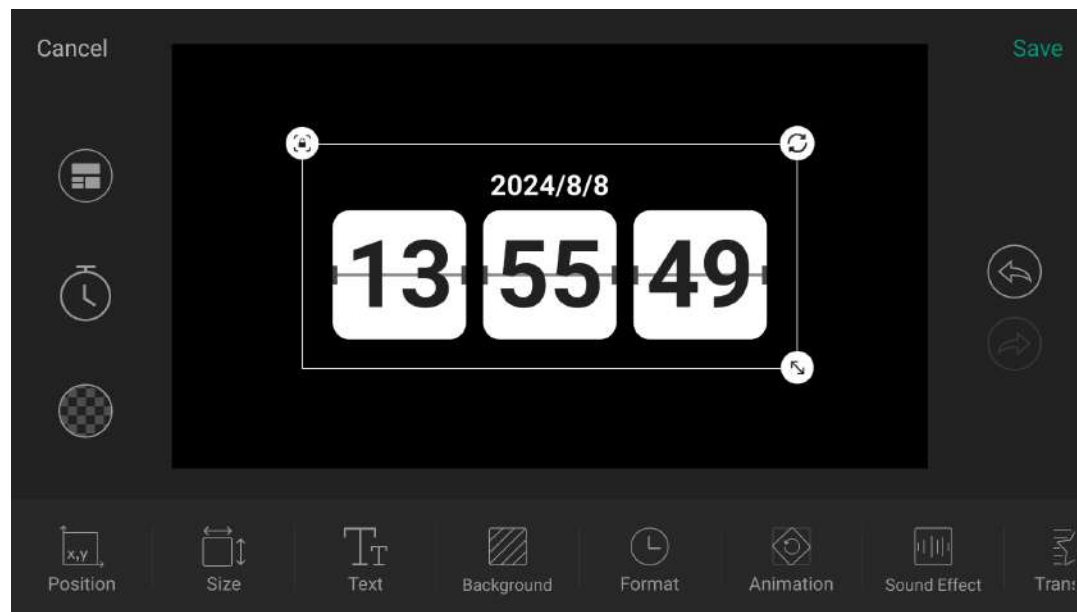 Cancel
Save
2024/8/8
13 55 49
x,y
Position
Size
Text
Background
Format
Animation
Sound Effect